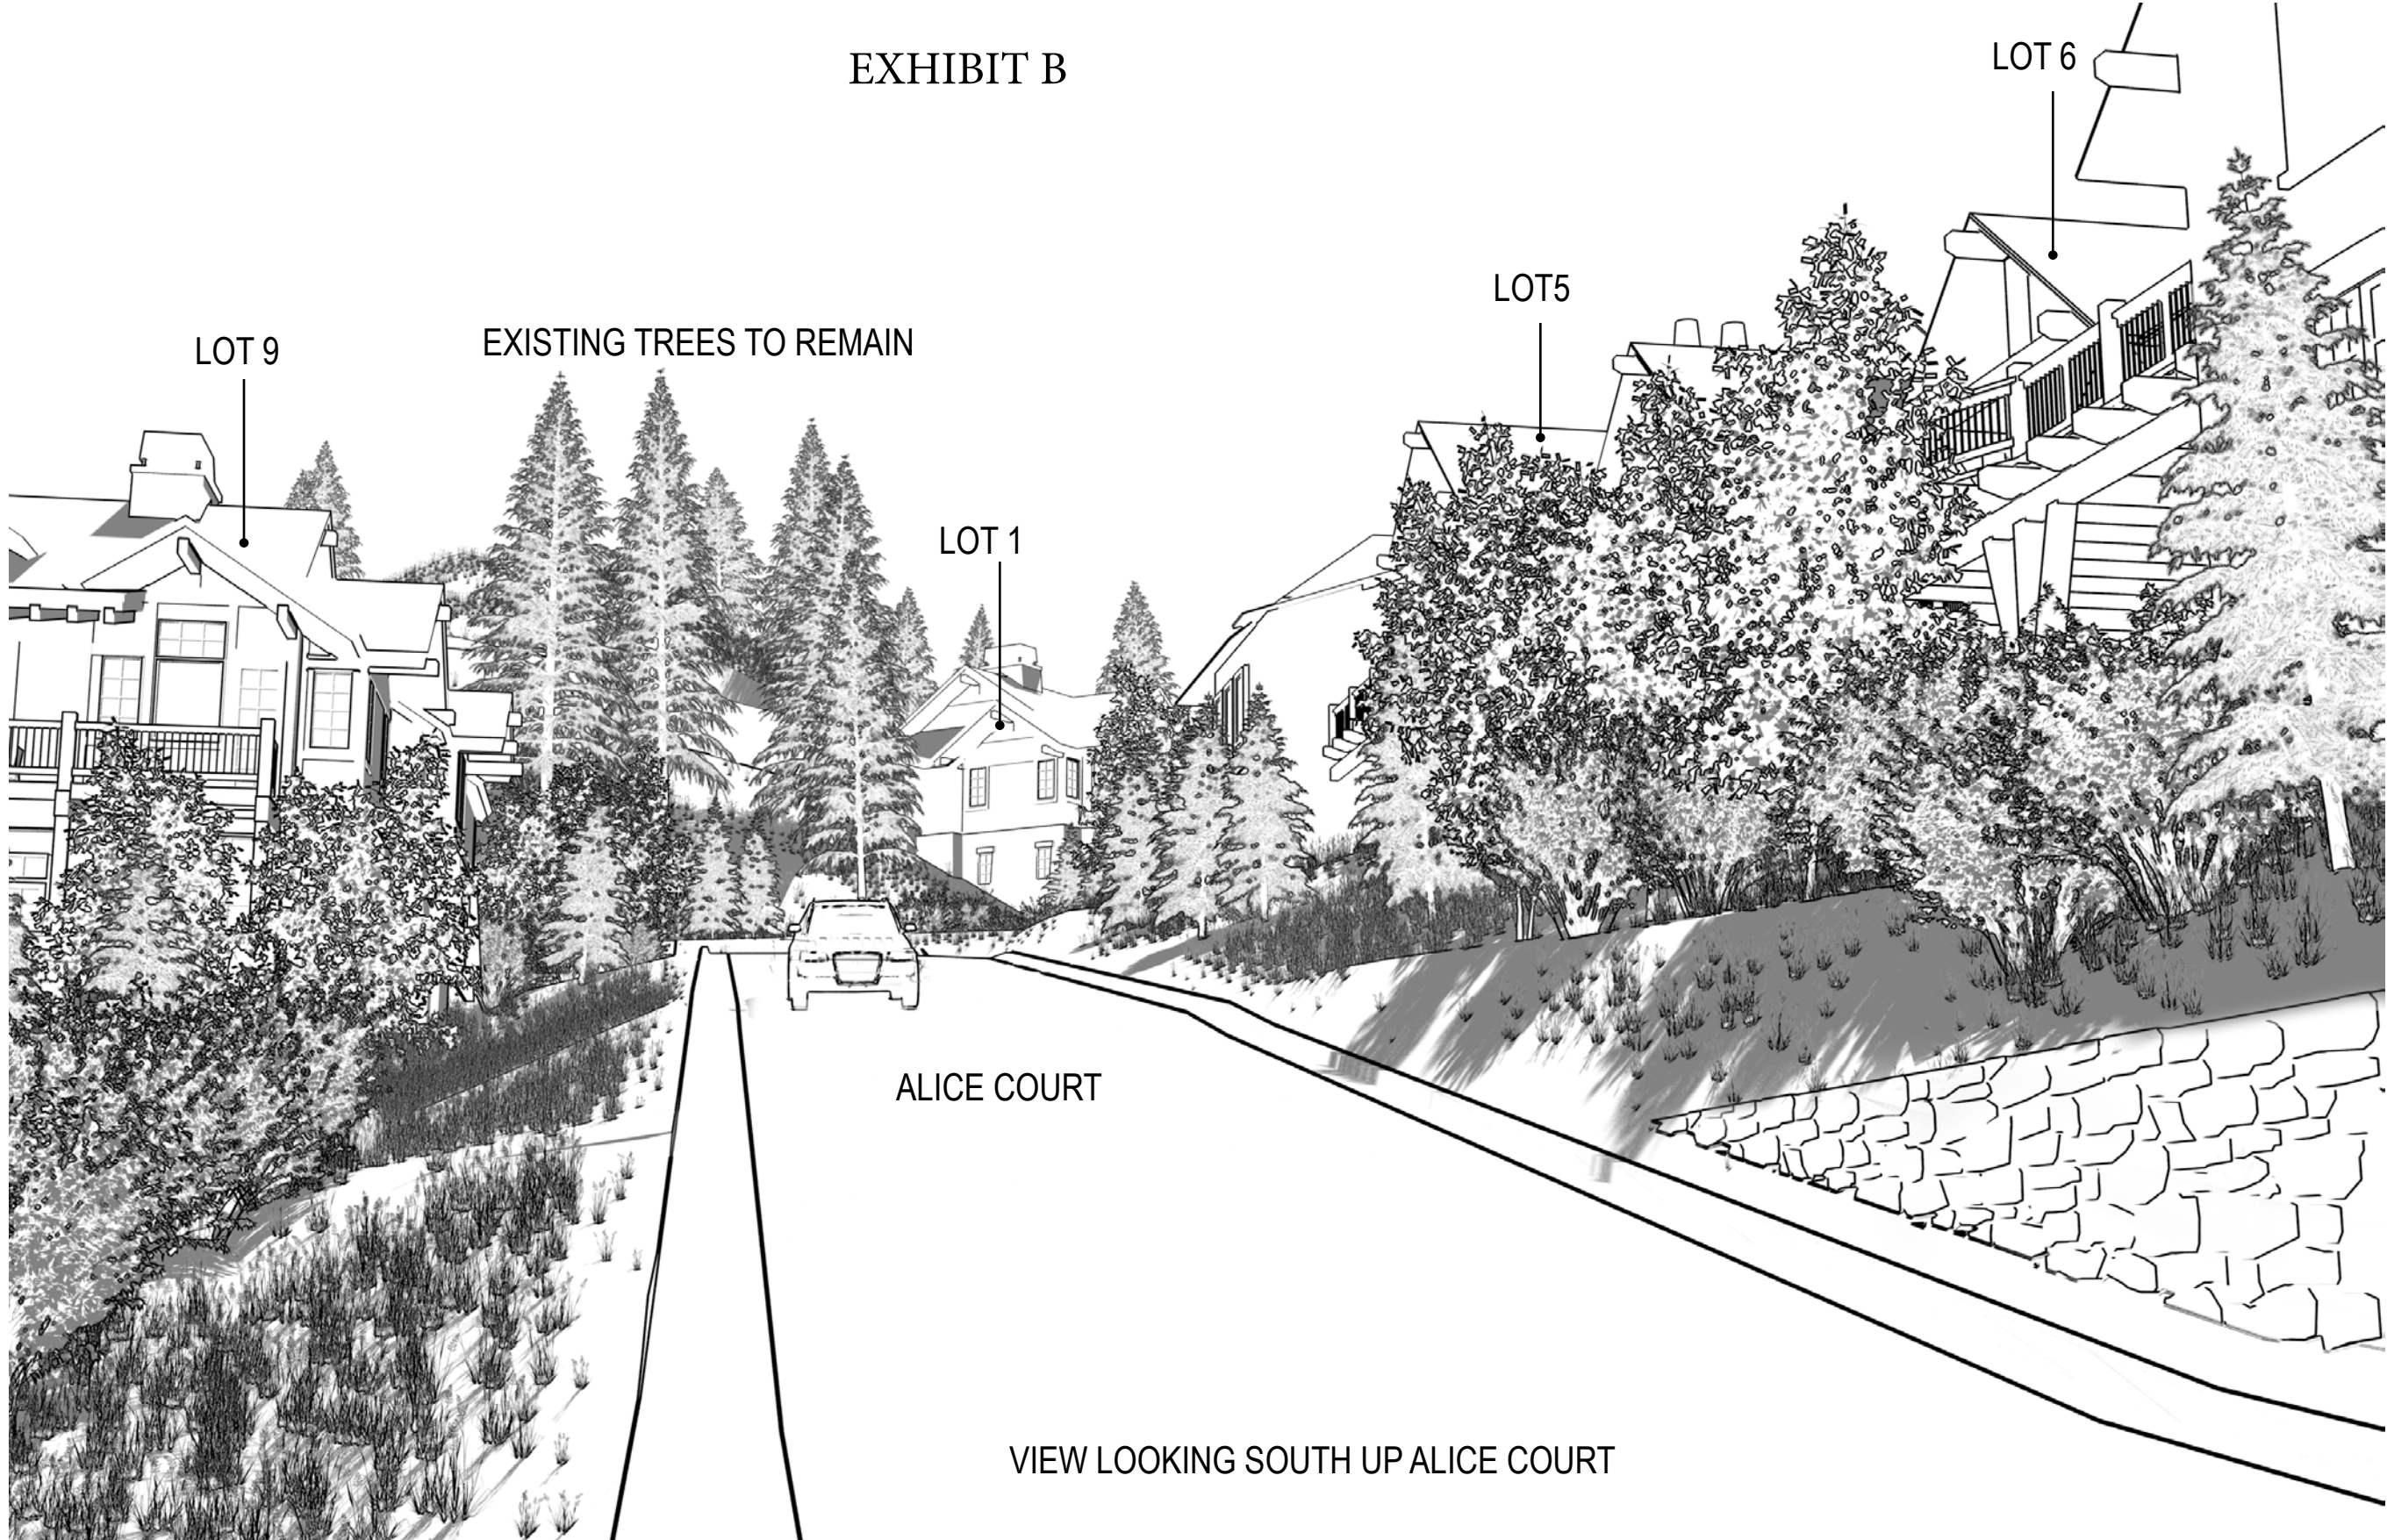 EXHIBIT B
LOT 6
LOT5
LOT 9
EXISTING TREES TO REMAIN
LOT 1
ALICE COURT
VIEW LOOKING SOUTH UP ALICE COURT